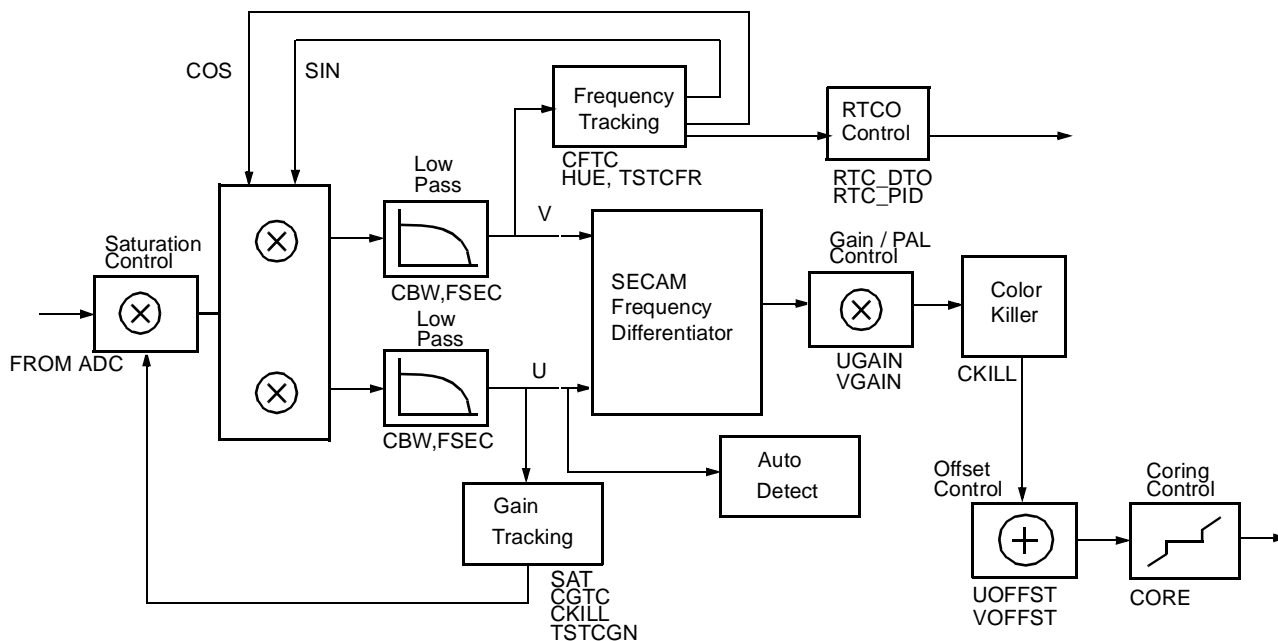 COS
SIN
Frequency
Tracking
CFTC
HUE, TSTCFR
RTCO
Control
RTC_DTO
RTC_PID
Low
Pass
CBW,FSEC
V
Saturation
Control
FROM ADC
SECAM
Frequency
Differentiator
Gain / PAL
Control
UGAIN
VGAIN
Color
Killer
CKILL
Low
Pass
CBW,FSEC
U
Auto
Detect
Gain
Tracking
SAT
CGTC
CKILL
TSTCGN
Offset
Control
UOFFST
VOFFST
Coring
Control
CORE